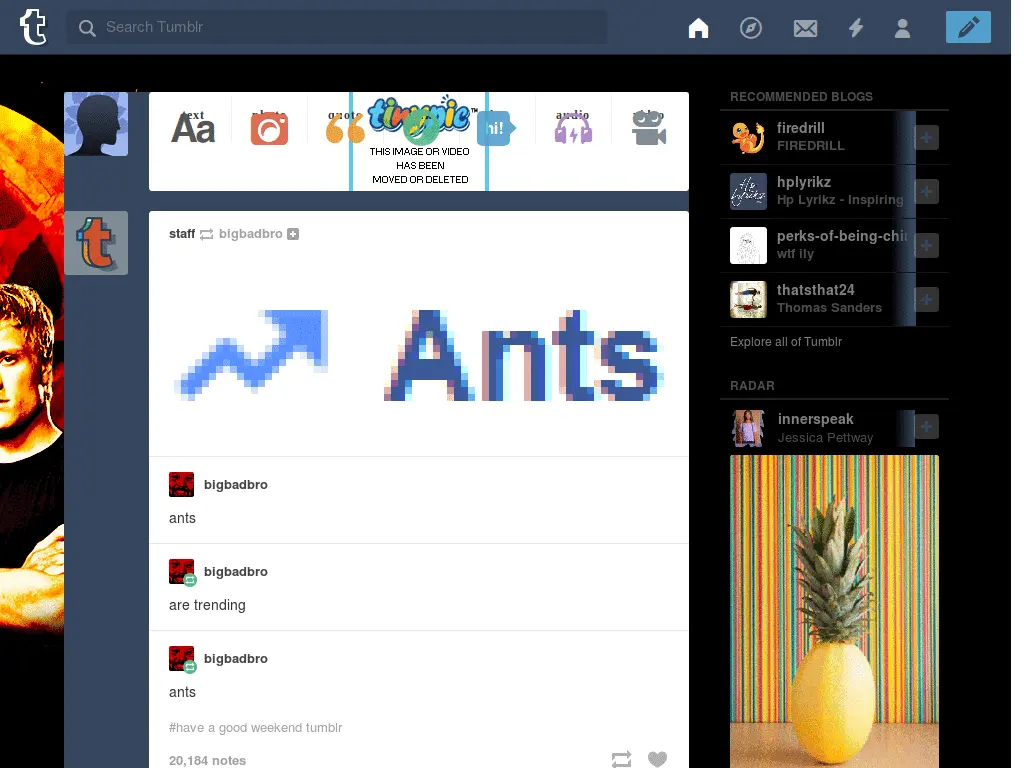 Search Tumblr
text
photo
quote
audio
Aa
hi!
tinypic™
THIS IMAGE OR VIDEO
HAS BEEN
MOVED OR DELETED
staff bigbadbro
Ants
bigbadbro
ants
bigbadbro
are trending
bigbadbro
ants
#have a good weekend tumblr
20,184 notes
RECOMMENDED BLOGS
firedrill
FIREDRILL
hplyrikz
Hp Lyrikz - Inspiring
perks-of-being-chi
wtf ily
thatsthat24
Thomas Sanders
Explore all of Tumblr
RADAR
innerspeak
Jessica Pettway